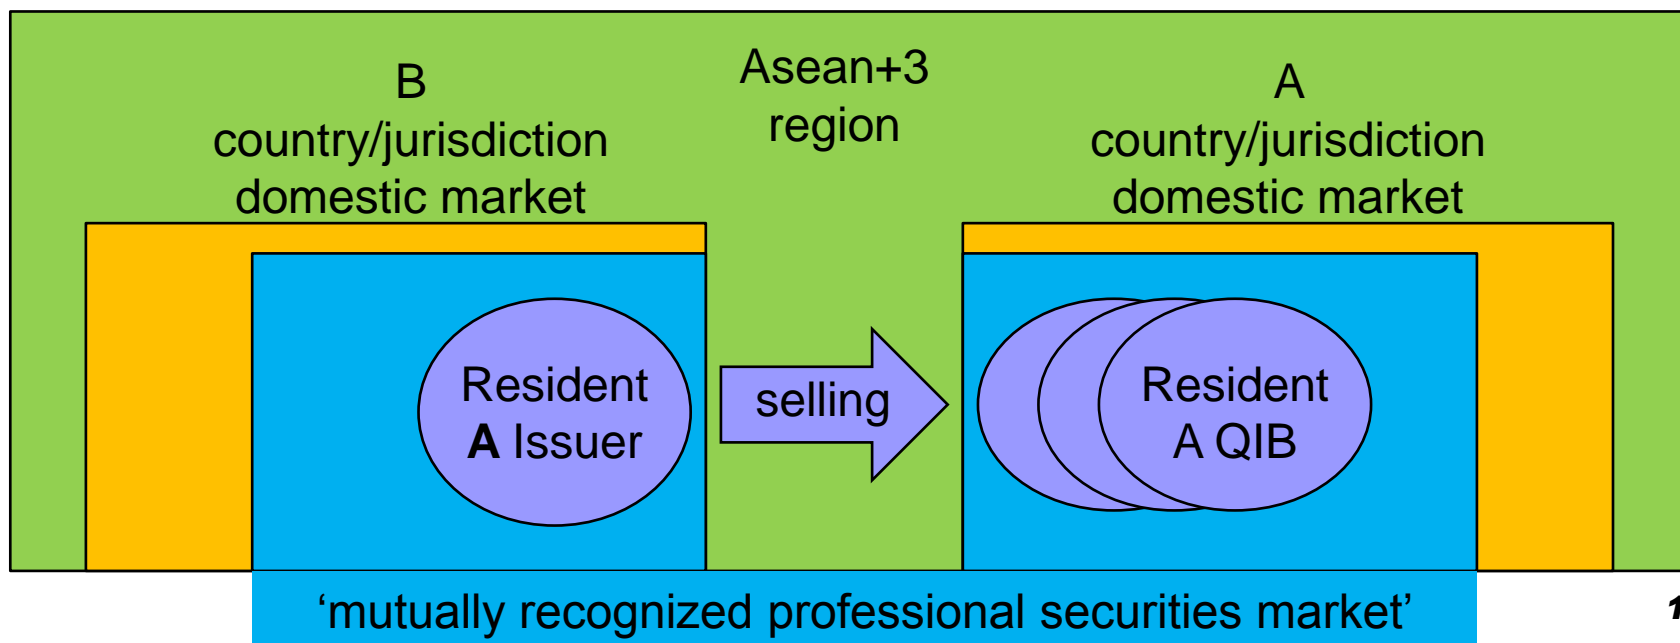 B
country/jurisdiction
domestic market
Asean+3
region
A
country/jurisdiction
domestic market
Resident
A Issuer
selling
Resident
A QIB
‘mutually recognized professional securities market’